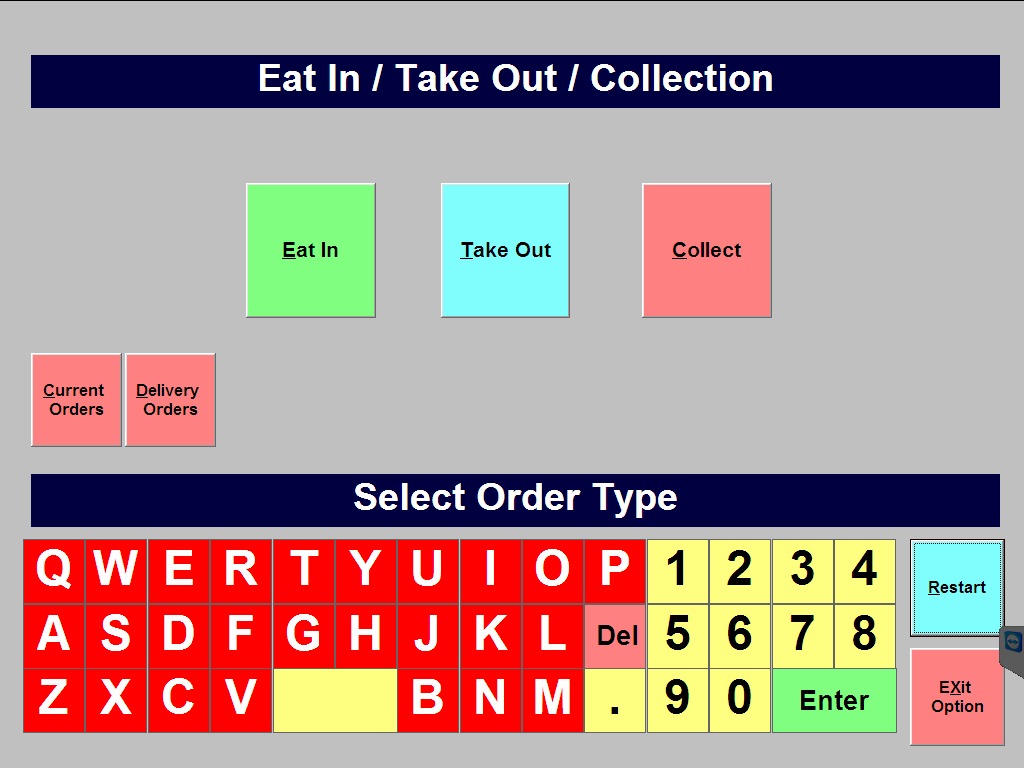 Eat In / Take Out / Collection
Eat In
Take Out
Collect
Current
Orders
Delivery
Orders
Select Order Type
Q W E R T Y U I O P 1 2 3 4
Restart
A S D F G H J K L Del 5 6 7 8
Z X C V B N M . 9 0 Enter
EXit
Option